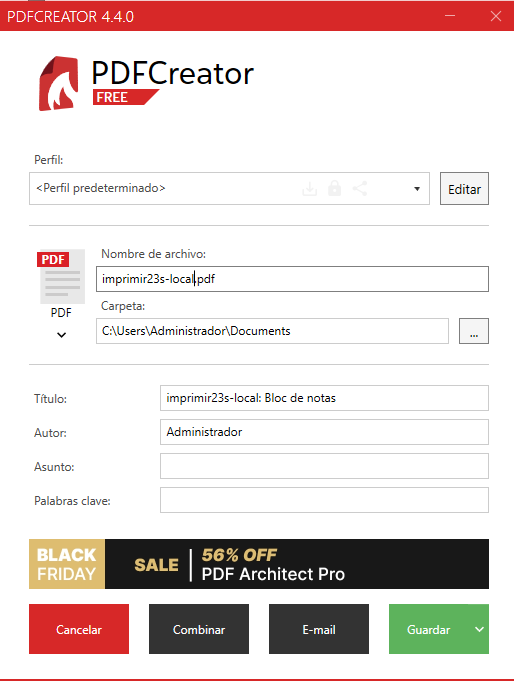 PDFCREATOR 4.4.0
PDFCreator
FREE
Perfil:
<Perfil predeterminado>
Editar
Nombre de archivo:
PDF
imprimir23s-local.pdf
PDF
Carpeta:
C:\Users\Administrador\Documents
...
Título:
imprimir23s-local: Bloc de notas
Autor:
Administrador
Asunto:
Palabras clave:
BLACK
FRIDAY
SALE
56% OFF
PDF Architect Pro
Cancelar
Combinar
E-mail
Guardar